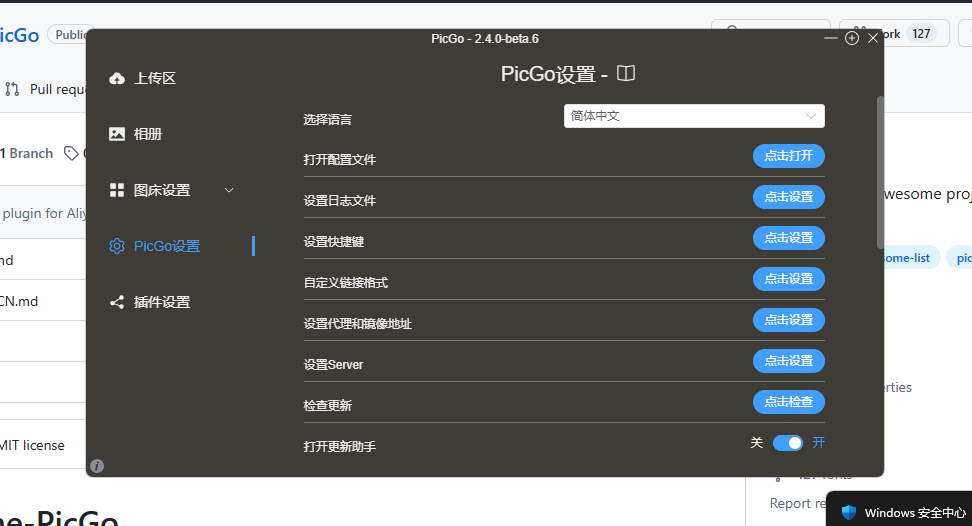 PicGo - 2.4.0-beta.6
icGo
Public
ork 127
Pull reque
1 Branch
plugin for Aliy
nd
CN.md
MIT license
ne-PicGo
上传区
相册
图床设置
PicGo设置
插件设置
PicGo设置 -
选择语言 简体中文
打开配置文件 点击打开
设置日志文件 点击设置
设置快捷键 点击设置
自定义链接格式 点击设置
设置代理和镜像地址 点击设置
设置Server 点击设置
检查更新 点击检查
打开更新助手 关 开
wesome proj
some-list pic
erties
Report re
Windows 安全中心